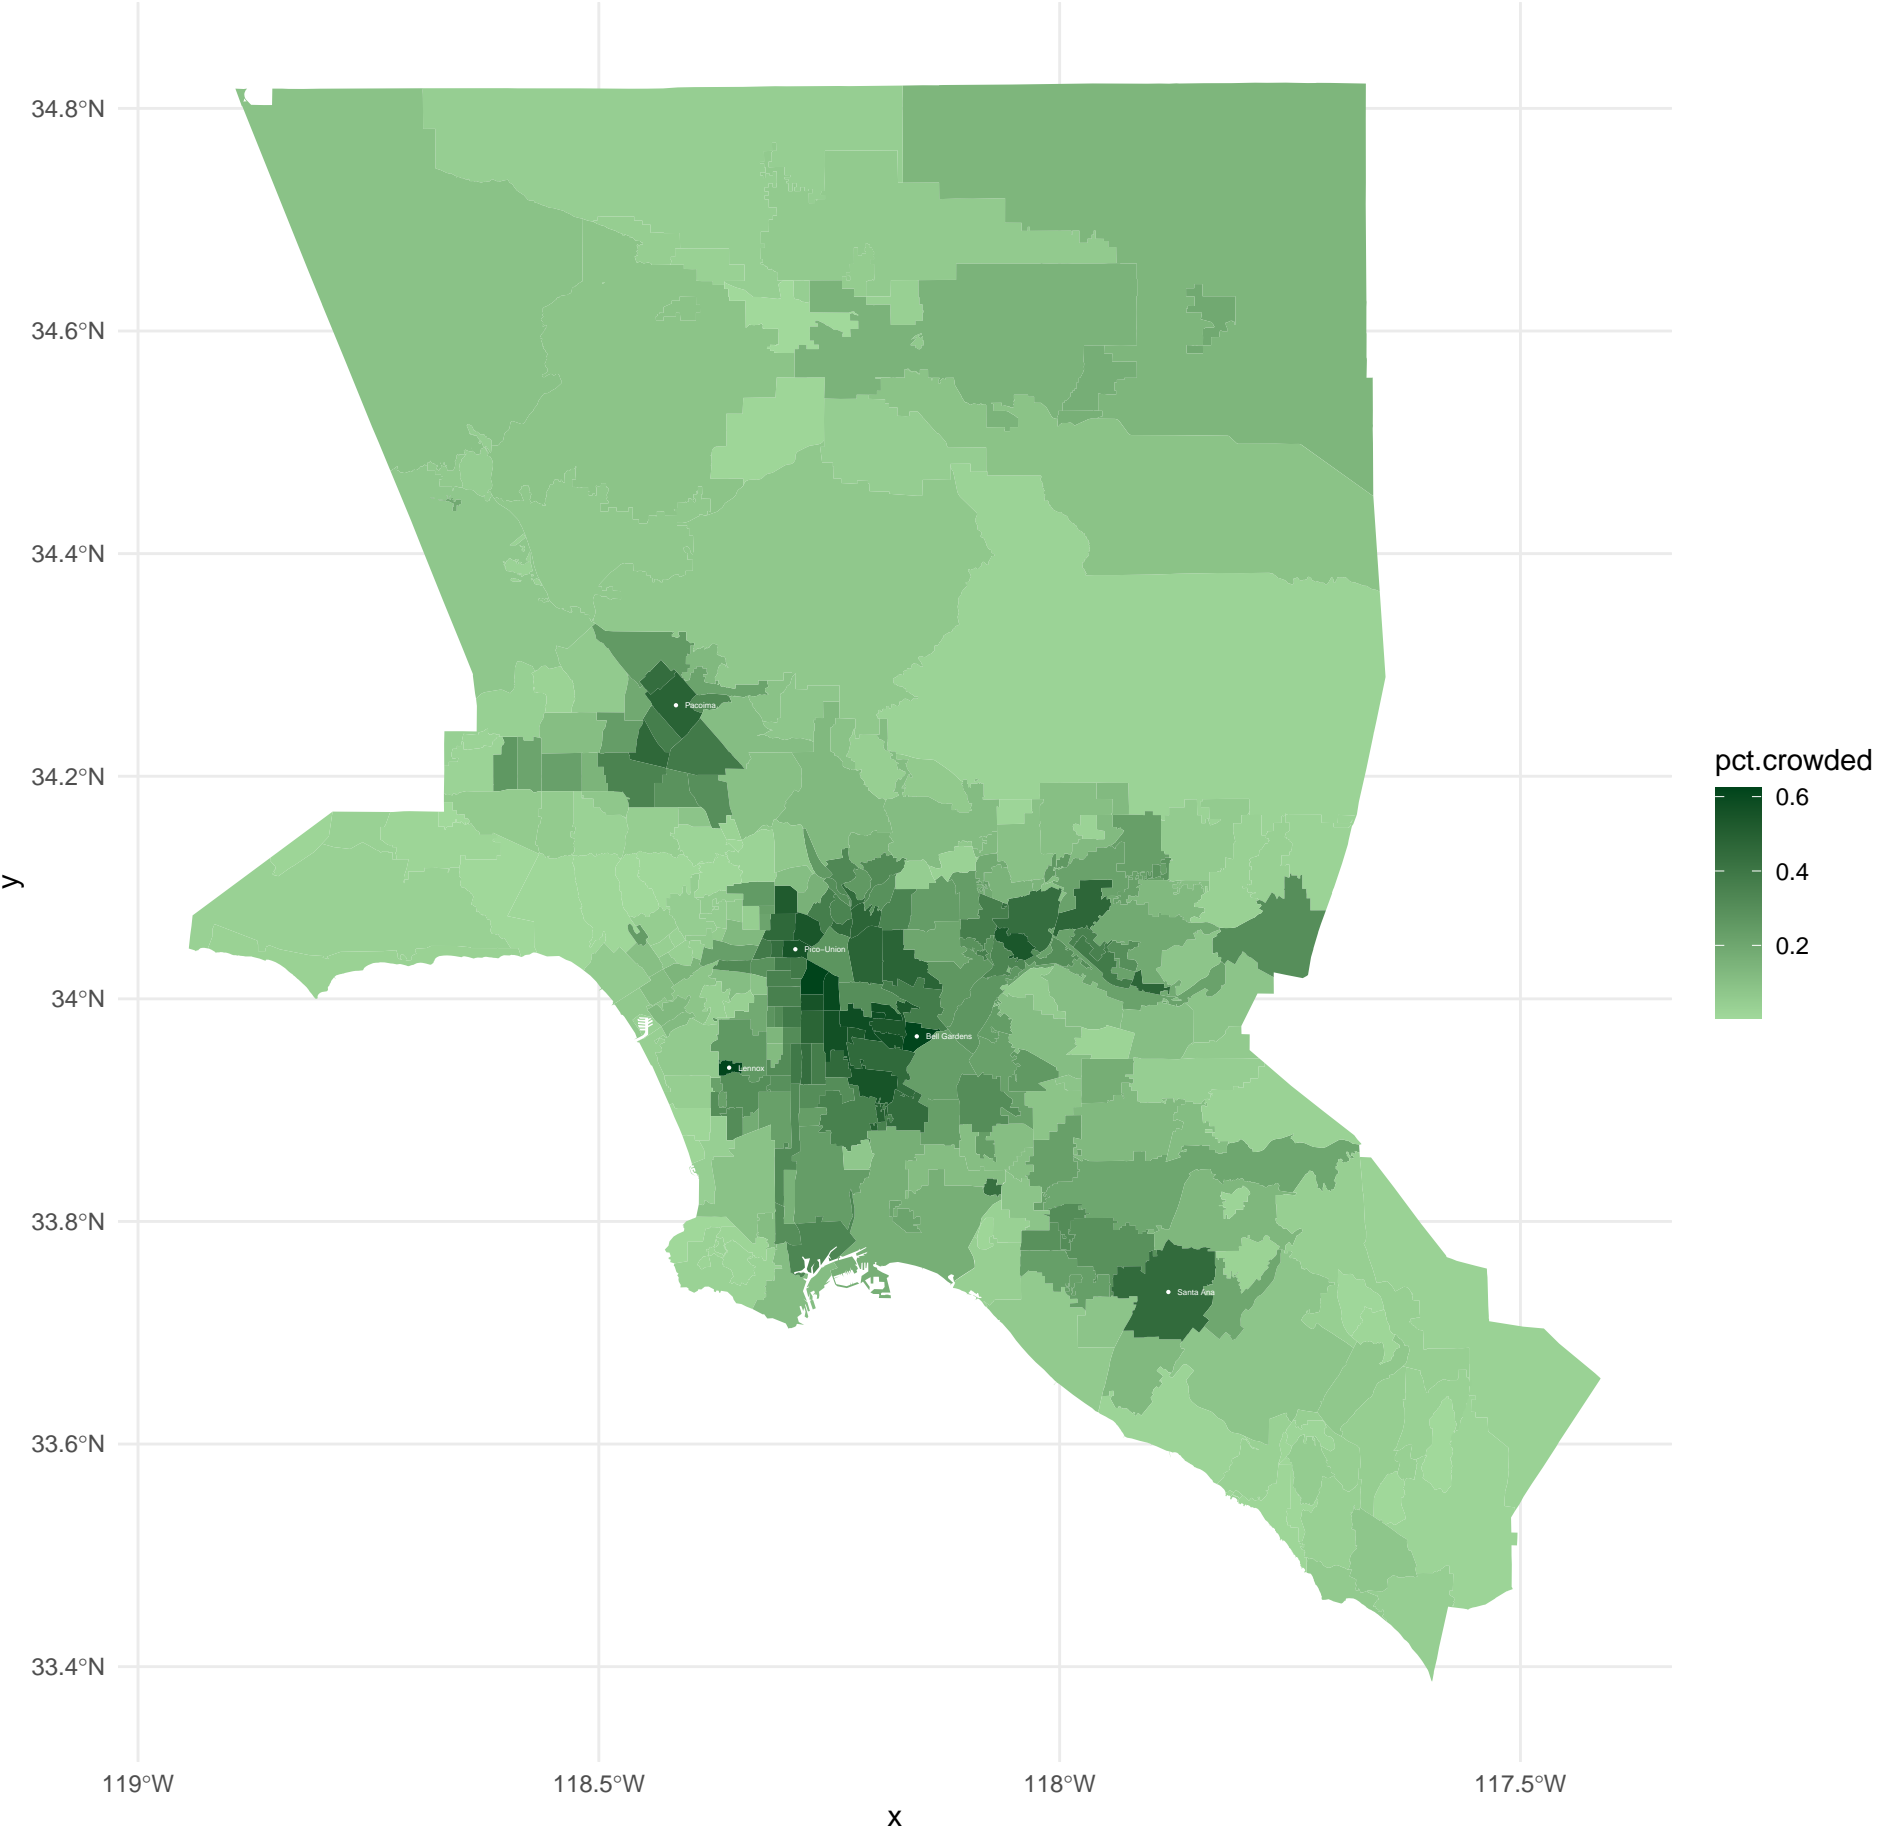 34.8°N
34.6°N
34.4°N
34.2°N
34°N
33.8°N
33.6°N
33.4°N
y
Pacoima
Pico-Union
Bell Gardens
Lennox
Santa Ana
pct.crowded
0.6
0.4
0.2
119°W 118.5°W 118°W 117.5°W
x